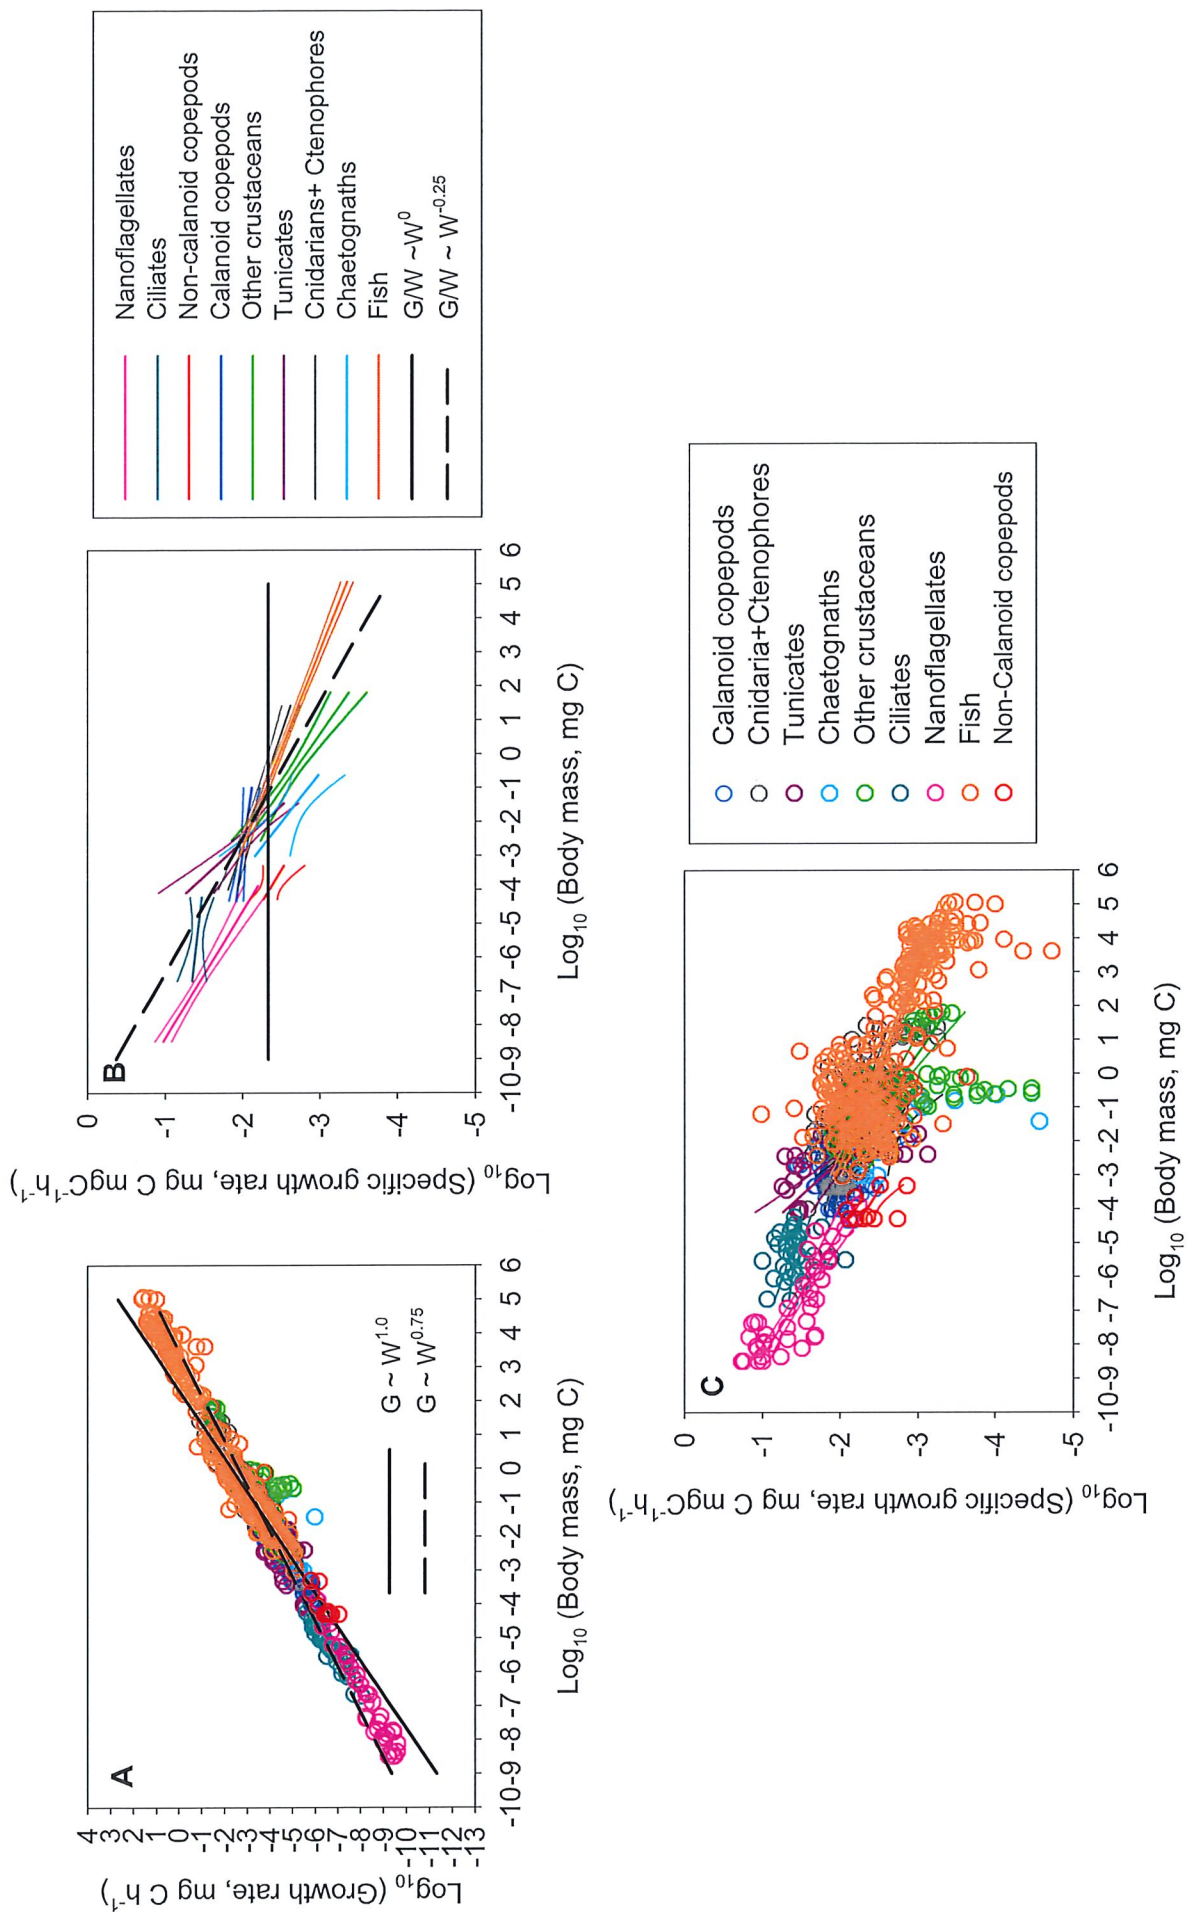 A
4
3
2
1
0
-1
-2
-3
-4
-5
-6
-7
-8
-9
-10
-11
-12
-13
Log10 (Growth rate, mg C h⁻¹)
G ~ W¹·⁰
G ~ W⁰·⁷⁵
-10 -9 -8 -7 -6 -5 -4 -3 -2 -1 0 1 2 3 4 5 6
Log₁₀ (Body mass, mg C)
B
0
-1
-2
-3
-4
-5
Log₁₀ (Specific growth rate, mg C mgC⁻¹h⁻¹)
-10 -9 -8 -7 -6 -5 -4 -3 -2 -1 0 1 2 3 4 5 6
Log₁₀ (Body mass, mg C)
Nanoflagellates
Ciliates
Non-calanoid copepods
Calanoid copepods
Other crustaceans
Tunicates
Cnidarians+ Ctenophores
Chaetognaths
Fish
G/W ~W⁰
G/W ~ W⁻⁰·²⁵
C
0
-1
-2
-3
-4
-5
Log₁₀ (Specific growth rate, mg C mgC⁻¹h⁻¹)
-10 -9 -8 -7 -6 -5 -4 -3 -2 -1 0 1 2 3 4 5 6
Log₁₀ (Body mass, mg C)
Calanoid copepods
Cnidaria+Ctenophores
Tunicates
Chaetognaths
Other crustaceans
Ciliates
Nanoflagellates
Fish
Non-Calanoid copepods